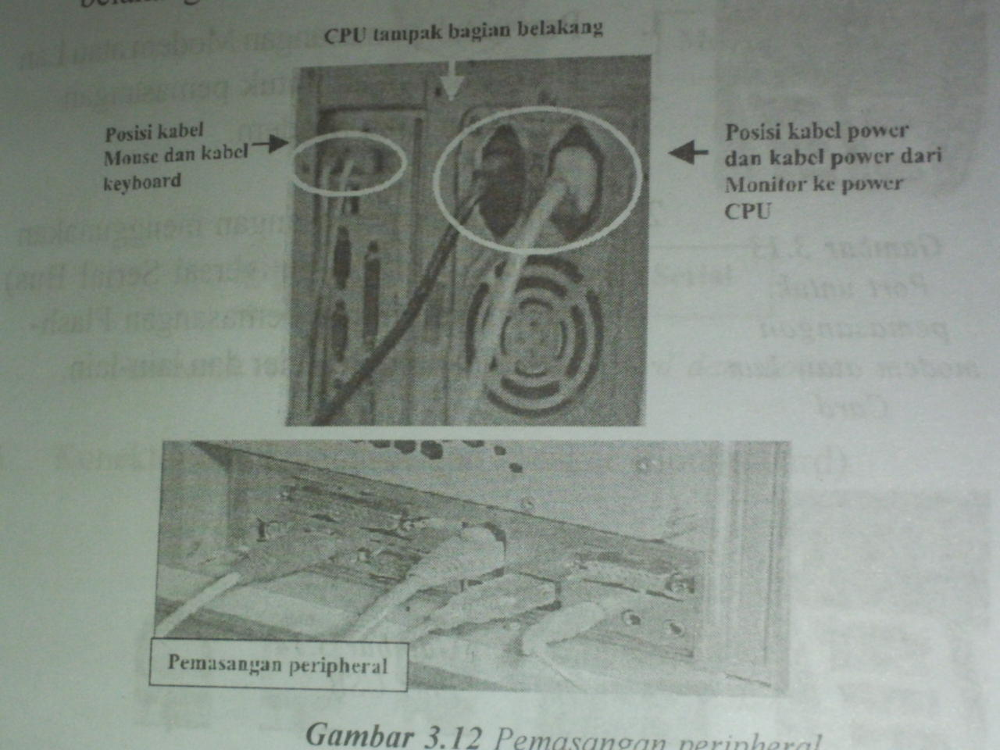 CPU tampak bagian belakang
Posisi kabel
Mouse dan kabel
keyboard
Posisi kabel power
dan kabel power dari
Monitor ke power
CPU
Pemasangan peripheral
Gambar 3.12 Pemasangan peripheral